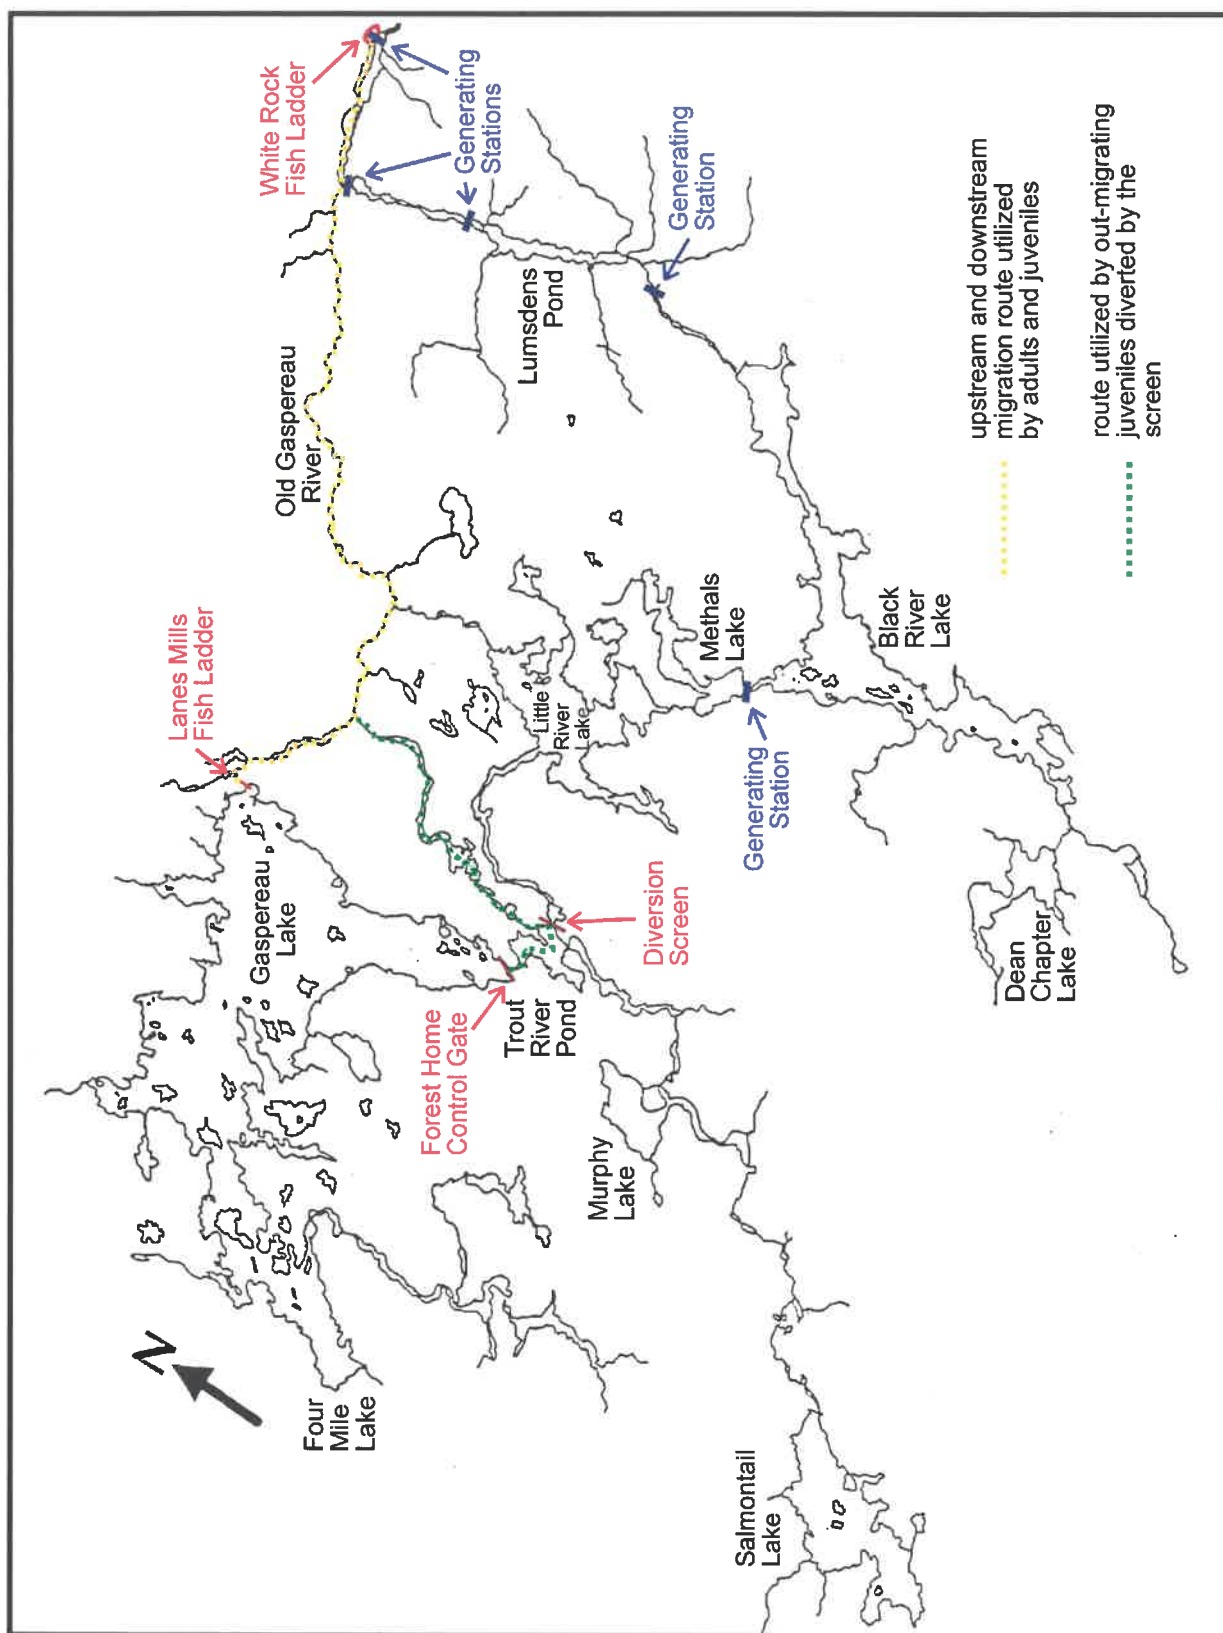 White Rock
Fish Ladder
Generating
Stations
Generating
Station
Lumsdens
Pond
Old Gaspereau
River
Lanes Mills
Fish Ladder
Gaspereau
Lake
Little
River
Lake
Methals
Lake
Black
River
Lake
Generating
Station
Diversion
Screen
Forest Home
Control Gate
Trout
River
Pond
Dean
Chapter
Lake
Murphy
Lake
Four
Mile
Lake
Salmontail
Lake
N
upstream and downstream
migration route utilized
by adults and juveniles
route utilized by out-migrating
juveniles diverted by the
screen